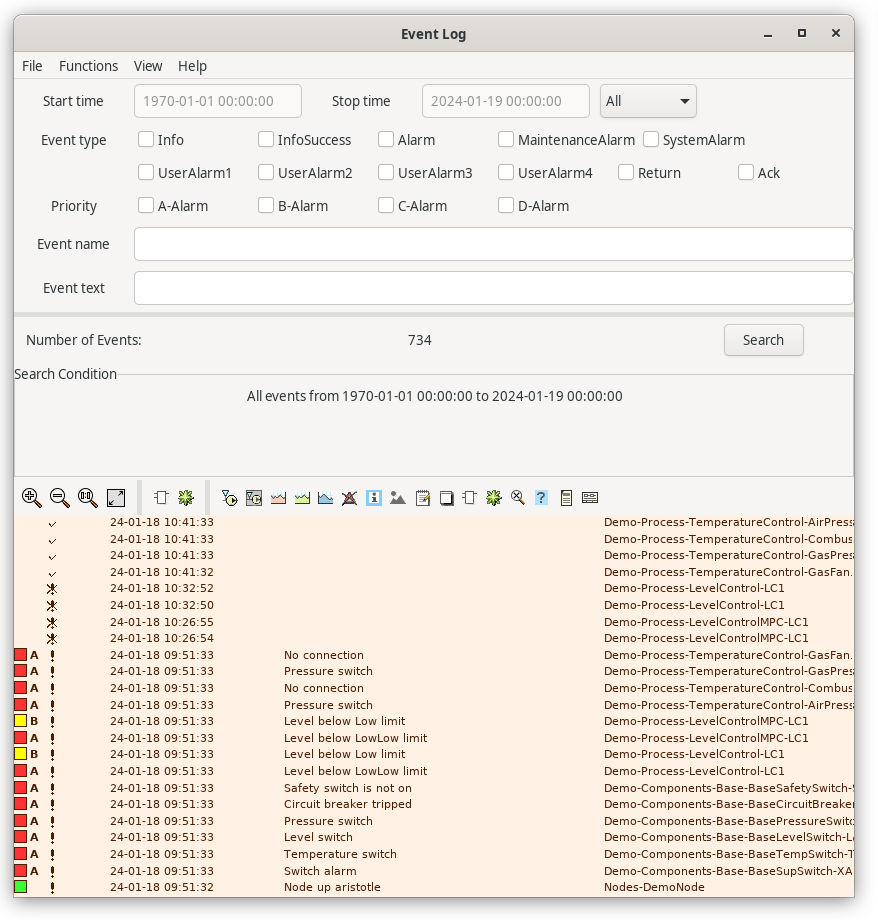 Event Log
File Functions View Help
Start time 1970-01-01 00:00:00 Stop time 2024-01-19 00:00:00 All
Event type Info InfoSuccess Alarm MaintenanceAlarm SystemAlarm
UserAlarm1 UserAlarm2 UserAlarm3 UserAlarm4 Return Ack
Priority A-Alarm B-Alarm C-Alarm D-Alarm
Event name
Event text
Number of Events: 734 Search
Search Condition
All events from 1970-01-01 00:00:00 to 2024-01-19 00:00:00
24-01-18 10:41:33 Demo-Process-TemperatureControl-AirPress
24-01-18 10:41:33 Demo-Process-TemperatureControl-Combus
24-01-18 10:41:33 Demo-Process-TemperatureControl-GasPres
24-01-18 10:41:32 Demo-Process-TemperatureControl-GasFan.
24-01-18 10:32:52 Demo-Process-LevelControl-LC1
24-01-18 10:32:50 Demo-Process-LevelControl-LC1
24-01-18 10:26:55 Demo-Process-LevelControlMPC-LC1
24-01-18 10:26:54 Demo-Process-LevelControlMPC-LC1
A ! 24-01-18 09:51:33 No connection Demo-Process-TemperatureControl-GasFan.
A ! 24-01-18 09:51:33 Pressure switch Demo-Process-TemperatureControl-GasPres
A ! 24-01-18 09:51:33 No connection Demo-Process-TemperatureControl-Combus
A ! 24-01-18 09:51:33 Pressure switch Demo-Process-TemperatureControl-AirPress
B ! 24-01-18 09:51:33 Level below Low limit Demo-Process-LevelControlMPC-LC1
A ! 24-01-18 09:51:33 Level below LowLow limit Demo-Process-LevelControlMPC-LC1
B ! 24-01-18 09:51:33 Level below Low limit Demo-Process-LevelControl-LC1
A ! 24-01-18 09:51:33 Level below LowLow limit Demo-Process-LevelControl-LC1
A ! 24-01-18 09:51:33 Safety switch is not on Demo-Components-Base-BaseSafetySwitch-
A ! 24-01-18 09:51:33 Circuit breaker tripped Demo-Components-Base-BaseCircuitBreaker
A ! 24-01-18 09:51:33 Pressure switch Demo-Components-Base-BasePressureSwitc
A ! 24-01-18 09:51:33 Level switch Demo-Components-Base-BaseLevelSwitch-L
A ! 24-01-18 09:51:33 Temperature switch Demo-Components-Base-BaseTempSwitch-T
A ! 24-01-18 09:51:33 Switch alarm Demo-Components-Base-BaseSupSwitch-XA
! 24-01-18 09:51:32 Node up aristotle Nodes-DemoNode